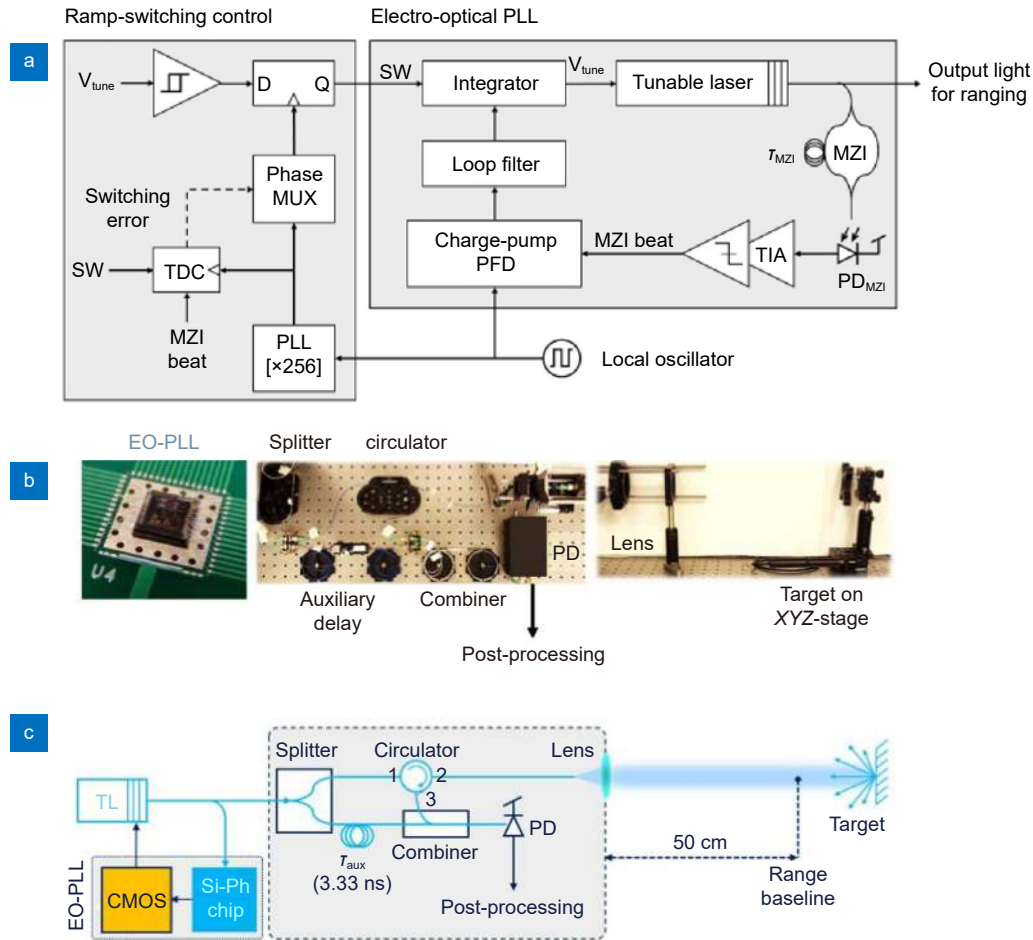 Ramp-switching control
Electro-optical PLL
a
V_tune
D
Q
SW
Integrator
V_tune
Tunable laser
Output light
for ranging
Loop filter
τ_MZI
MZI
Phase
MUX
Switching
error
Charge-pump
PFD
MZI beat
TIA
PD_MZI
SW
TDC
MZI
beat
PLL
[×256]
Local oscillator
EO-PLL
Splitter
circulator
b
U4
PD
Lens
Auxiliary
delay
Combiner
Target on
XYZ-stage
Post-processing
c
Splitter
Circulator
Lens
1
2
3
TL
PD
Target
Combiner
τ_aux
(3.33 ns)
50 cm
Range
baseline
EO-PLL
CMOS
Si-Ph
chip
Post-processing